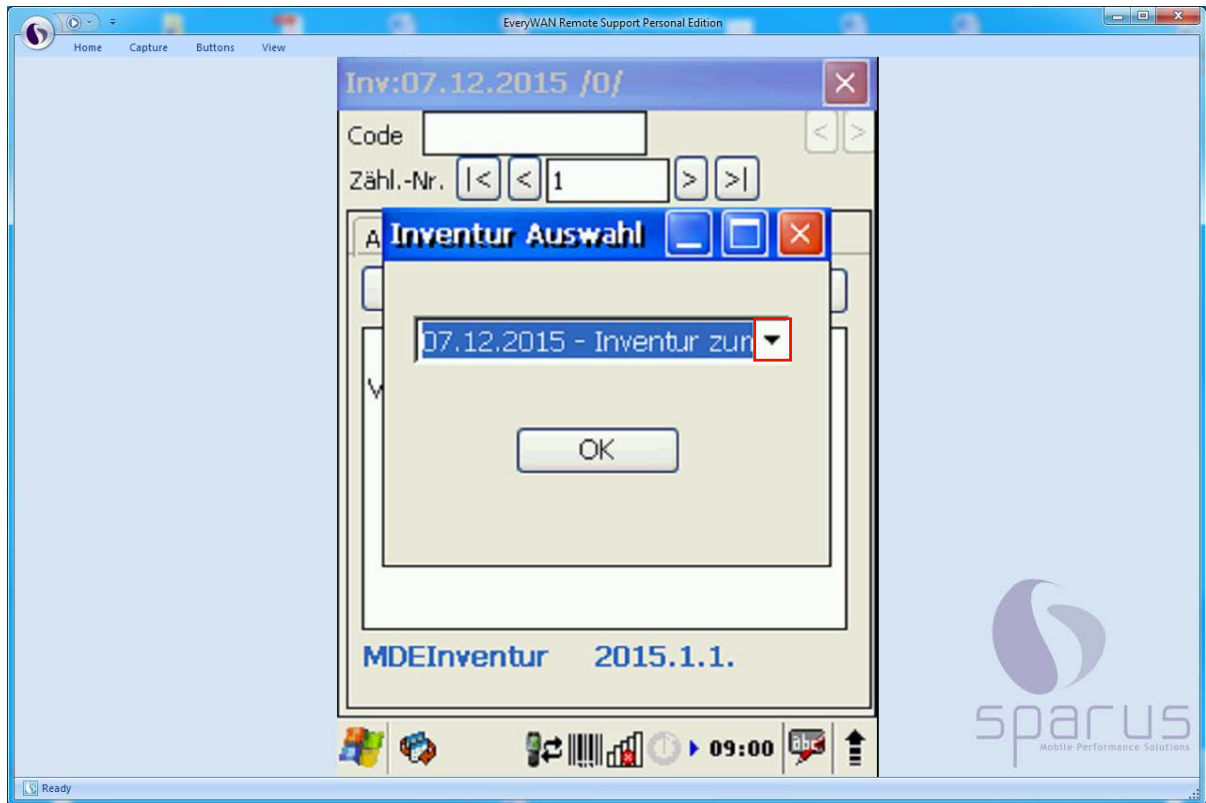 EveryWAN Remote Support Personal Edition
Home Capture Buttons View
Inv:07.12.2015 /0/
Code < >
Zähl.-Nr. |< < 1 > >|
A Inventur Auswahl
07.12.2015 - Inventur zur
OK
MDEInventur 2015.1.1.
09:00
sparus
Mobile Performance Solutions
Ready